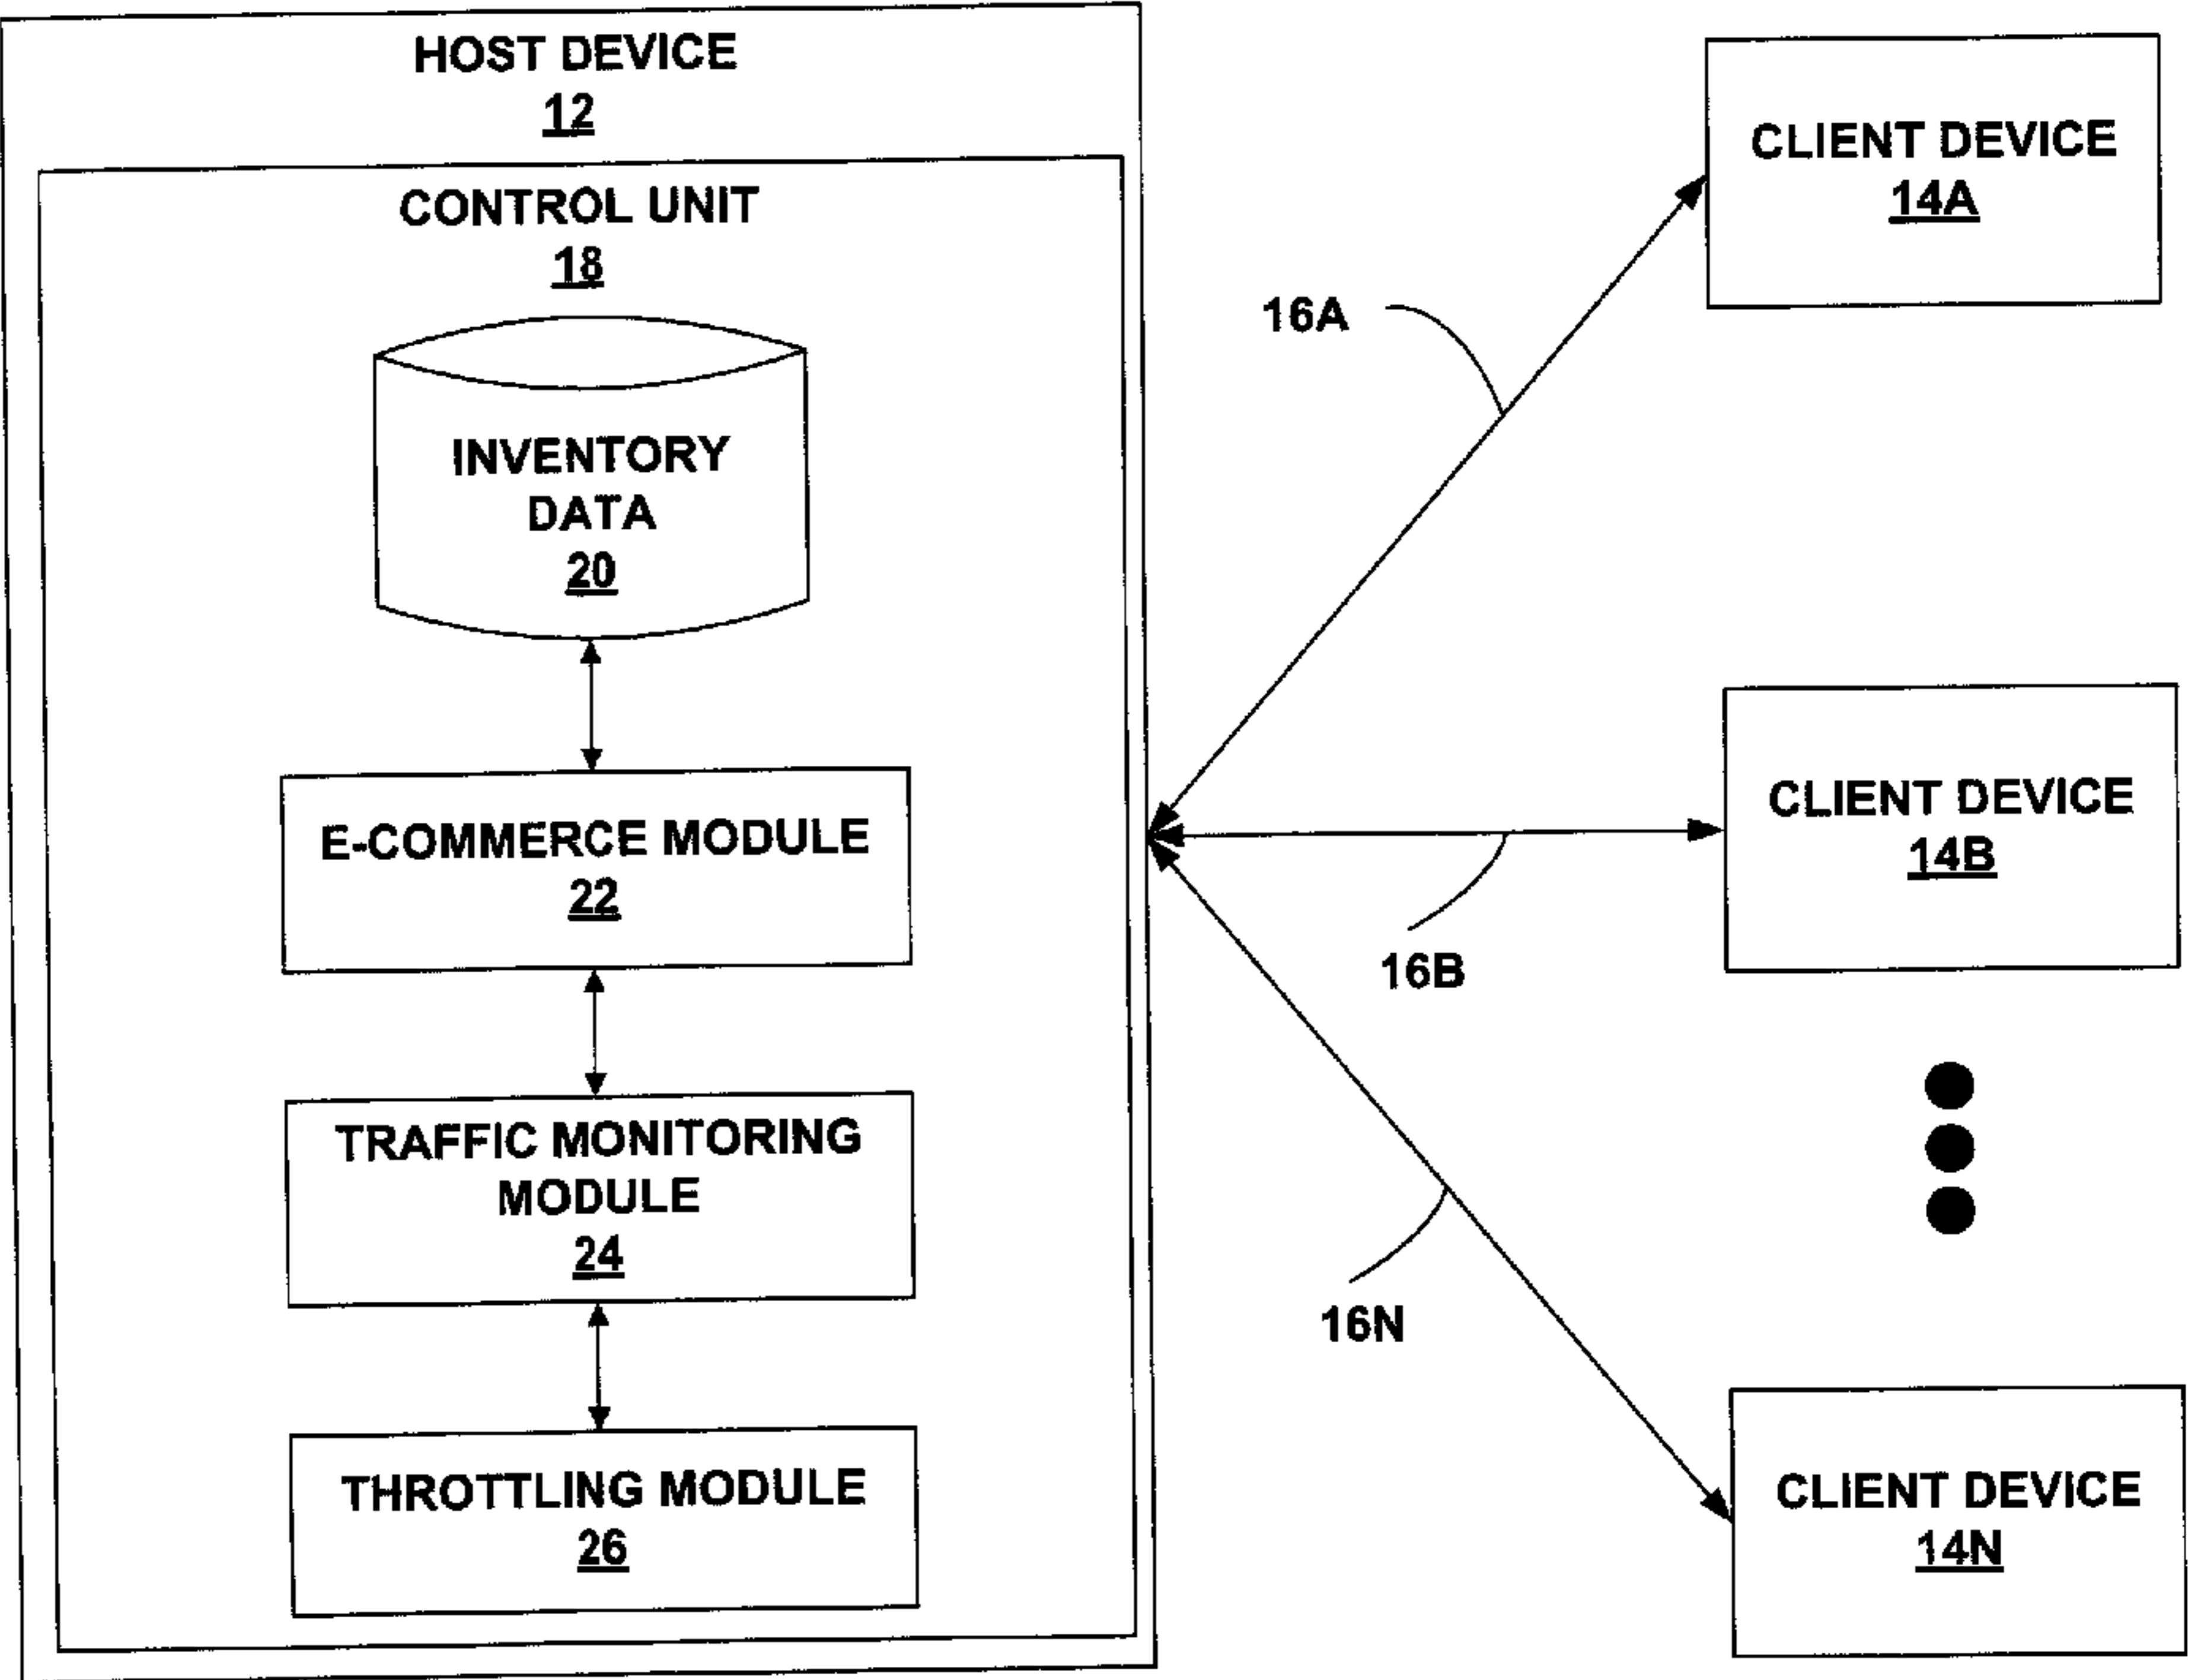 HOST DEVICE
12
CONTROL UNIT
18
INVENTORY
DATA
20
E-COMMERCE MODULE
22
TRAFFIC MONITORING
MODULE
24
THROTTLING MODULE
26
16A
16B
16N
CLIENT DEVICE
14A
CLIENT DEVICE
14B
CLIENT DEVICE
14N